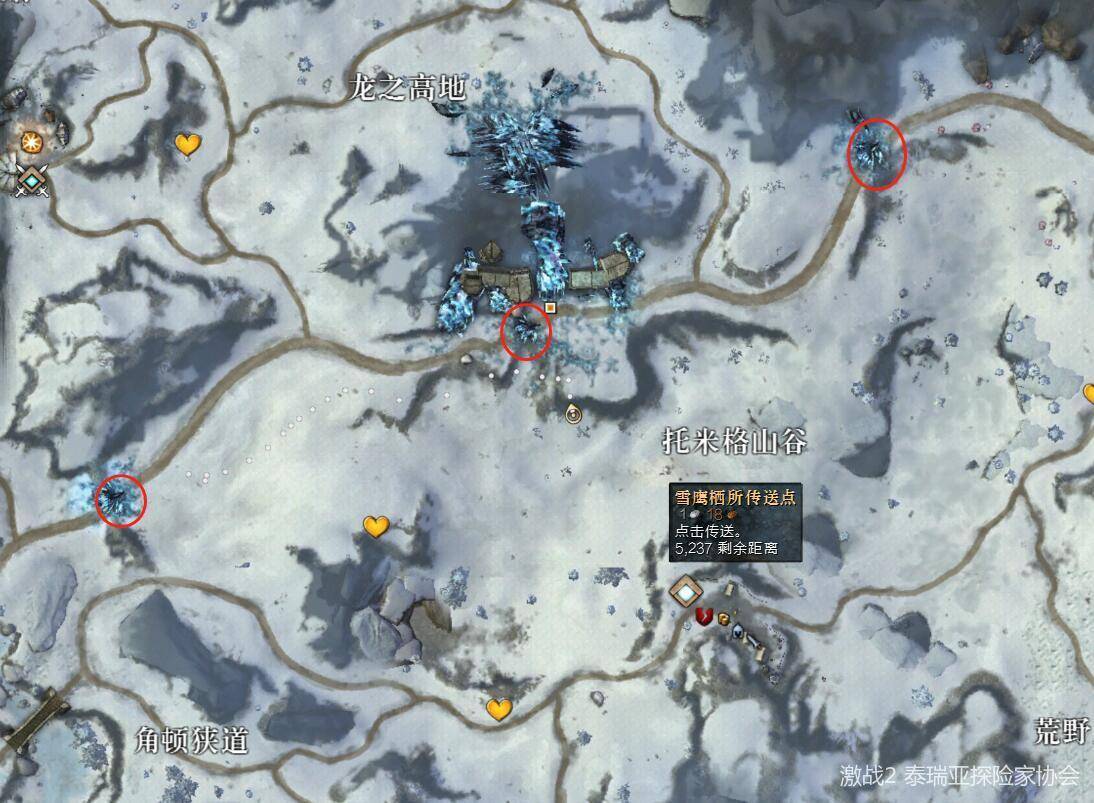 龙之高地
托米格山谷
雪鹰栖所传送点
1 18
点击传送。
5,237 剩余距离
角顿狭道
荒野
激战2 泰瑞亚探险家协会